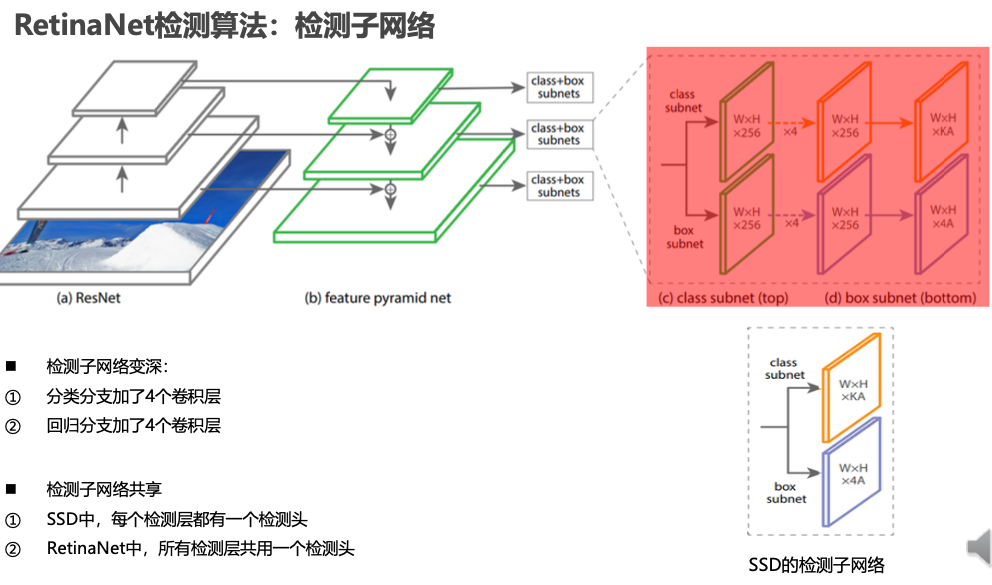 RetinaNet检测算法：检测子网络
class+box
subnets
class+box
subnets
class+box
subnets
class
subnet
W×H
×256
×4
W×H
×256
W×H
×KA
box
subnet
W×H
×256
×4
W×H
×256
W×H
×4A
(a) ResNet
(b) feature pyramid net
(c) class subnet (top)
(d) box subnet (bottom)
■ 检测子网络变深：
① 分类分支加了4个卷积层
② 回归分支加了4个卷积层
■ 检测子网络共享
① SSD中，每个检测层都有一个检测头
② RetinaNet中，所有检测层共用一个检测头
class
subnet
W×H
×KA
box
subnet
W×H
×4A
SSD的检测子网络